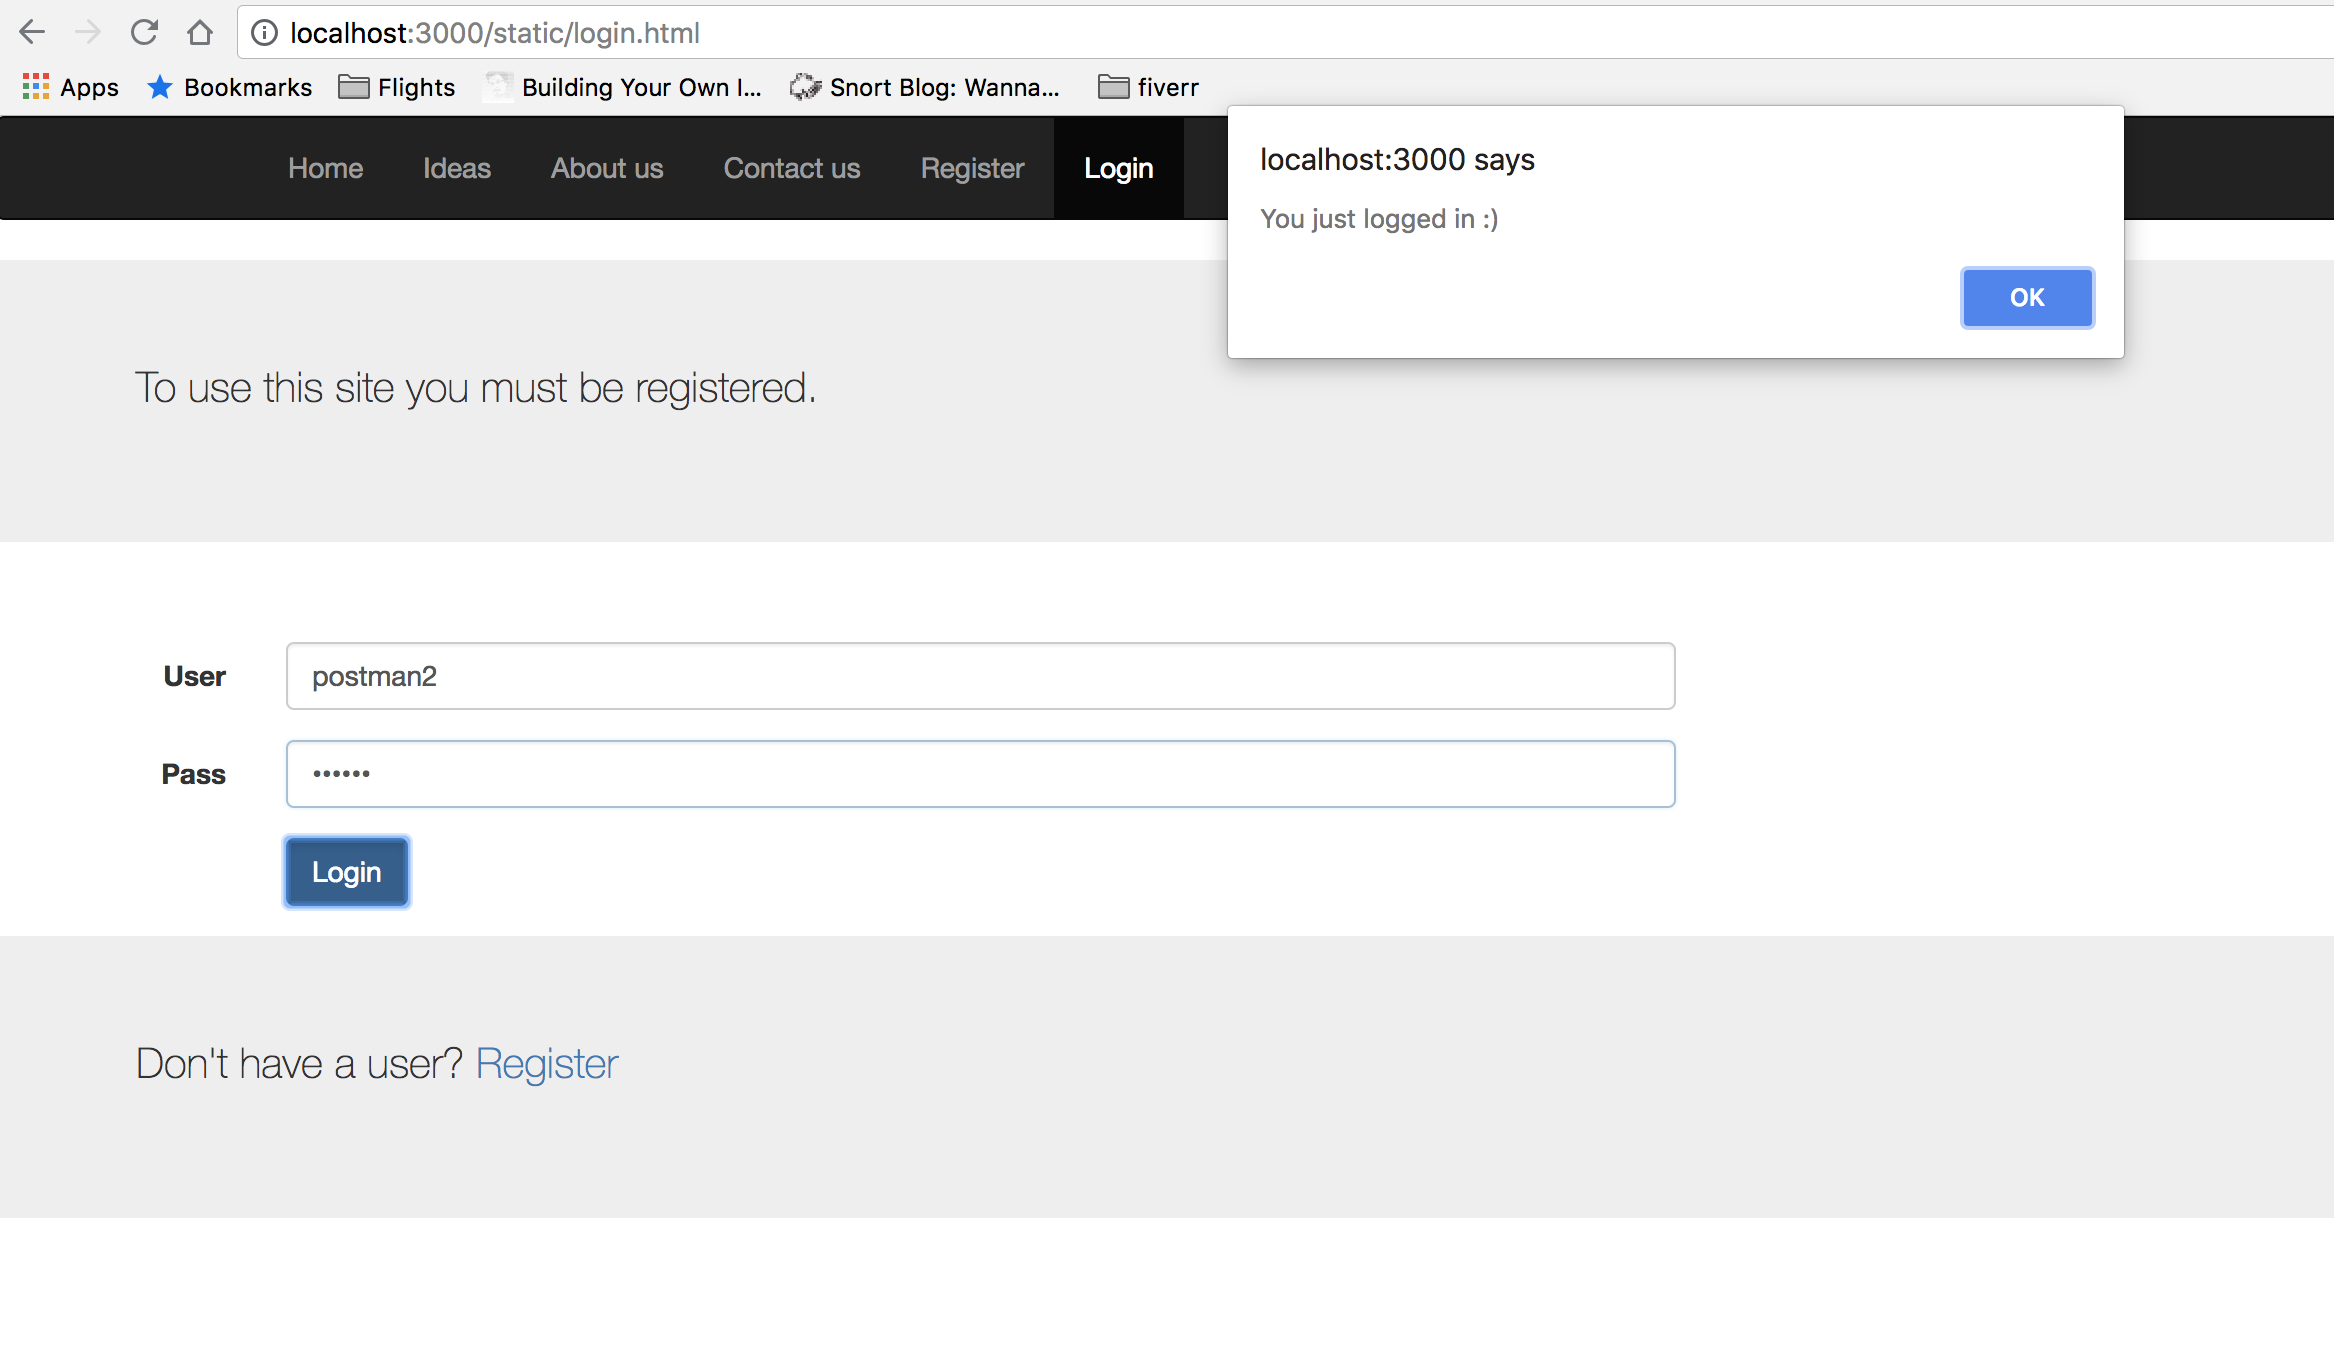 localhost:3000/static/login.html
Apps Bookmarks Flights Building Your Own I... Snort Blog: Wanna... fiverr
Home Ideas About us Contact us Register Login
localhost:3000 says
You just logged in :)
OK
To use this site you must be registered.
User postman2
Pass ••••••
Login
Don't have a user? Register